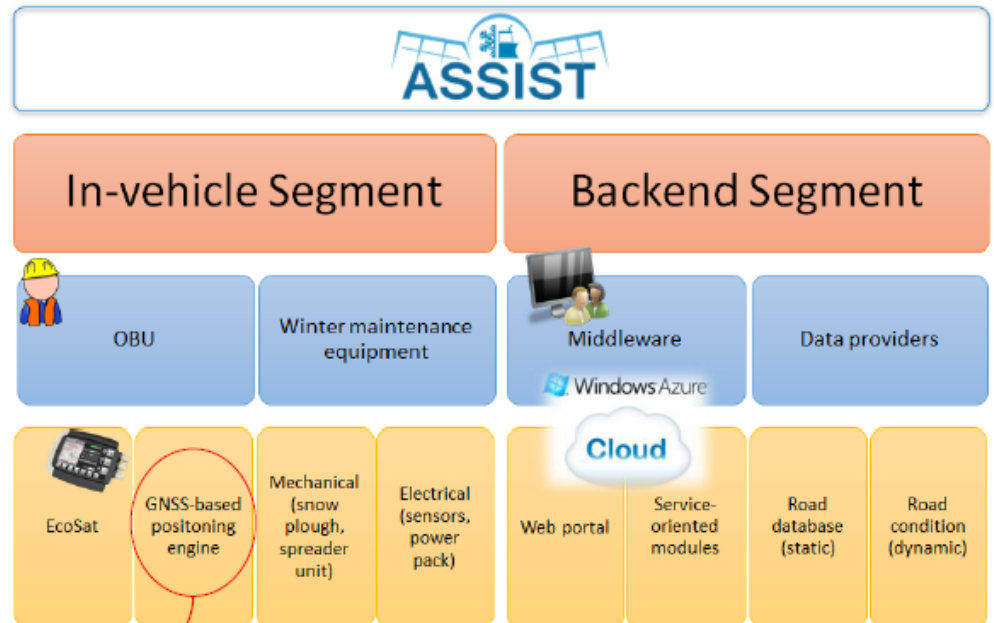 ASSIST
In-vehicle Segment
Backend Segment
OBU
Winter maintenance
equipment
Middleware
Data providers
Windows Azure
Cloud
EcoSat
GNSS-based
positoning
engine
Mechanical
(snow
plough,
spreader
unit)
Electrical
(sensors,
power
pack)
Web portal
Service-
oriented
modules
Road
database
(static)
Road
condition
(dynamic)